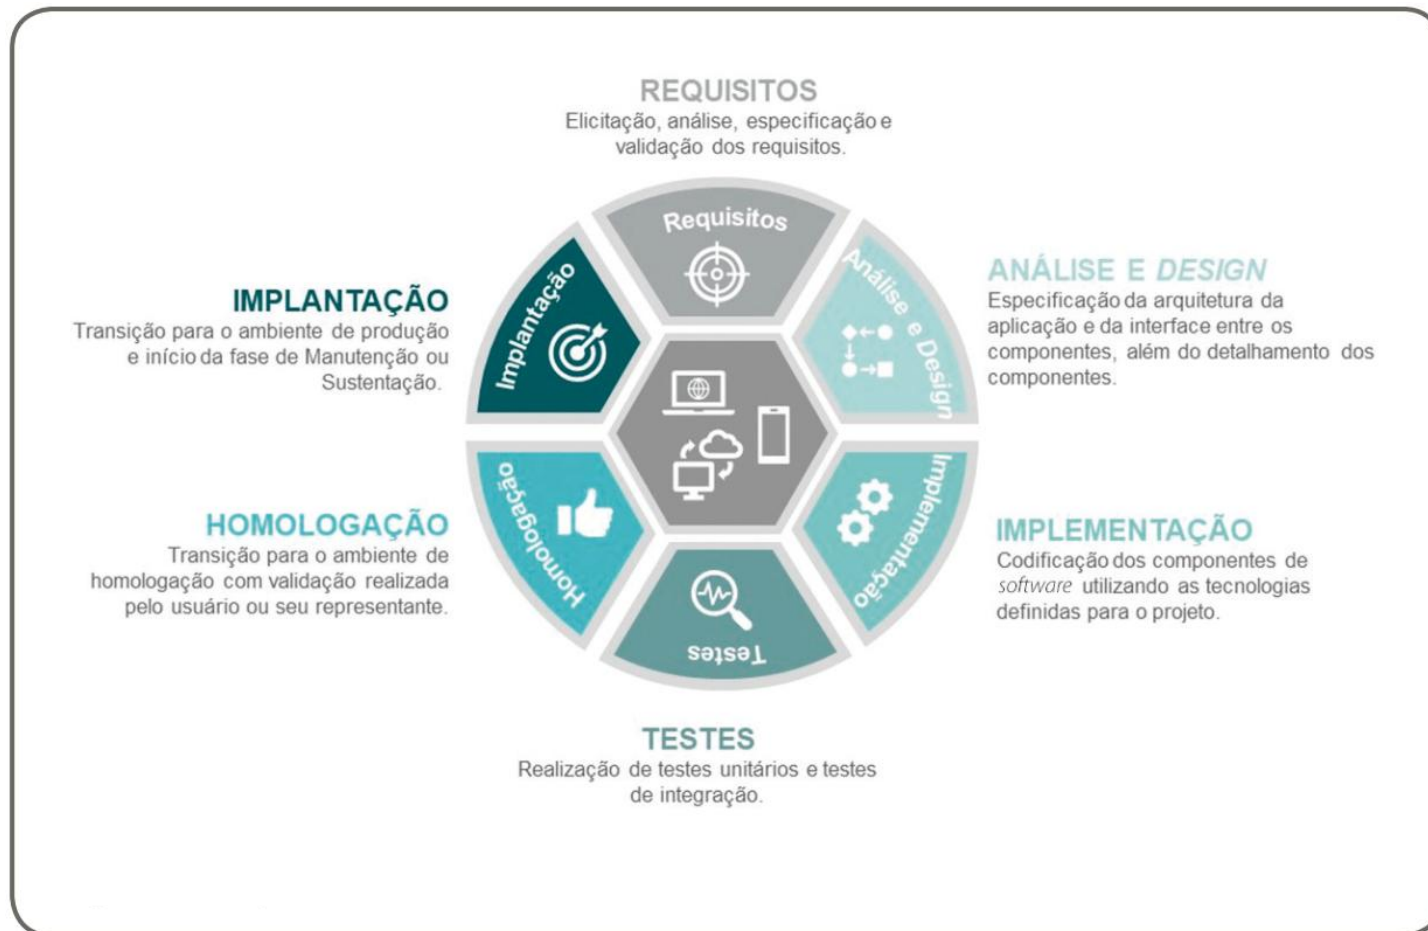 REQUISITOS
Elicitação, análise, especificação e
validação dos requisitos.
Requisitos
Análise e Design
Implementação
Testes
Homologação
Implantação
ANÁLISE E DESIGN
Especificação da arquitetura da
aplicação e da interface entre os
componentes, além do detalhamento dos
componentes.
IMPLEMENTAÇÃO
Codificação dos componentes de
software utilizando as tecnologias
definidas para o projeto.
TESTES
Realização de testes unitários e testes
de integração.
HOMOLOGAÇÃO
Transição para o ambiente de
homologação com validação realizada
pelo usuário ou seu representante.
IMPLANTAÇÃO
Transição para o ambiente de produção
e início da fase de Manutenção ou
Sustentação.